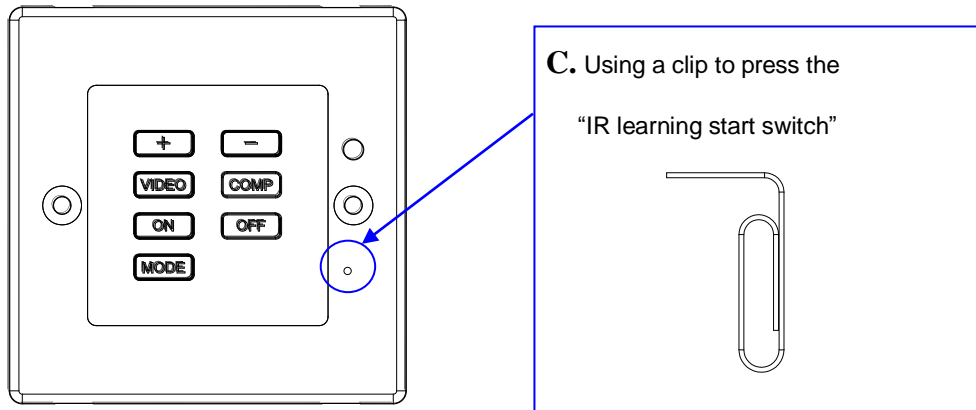 + -
VIDEO COMP
ON OFF
MODE
C. Using a clip to press the
“IR learning start switch”